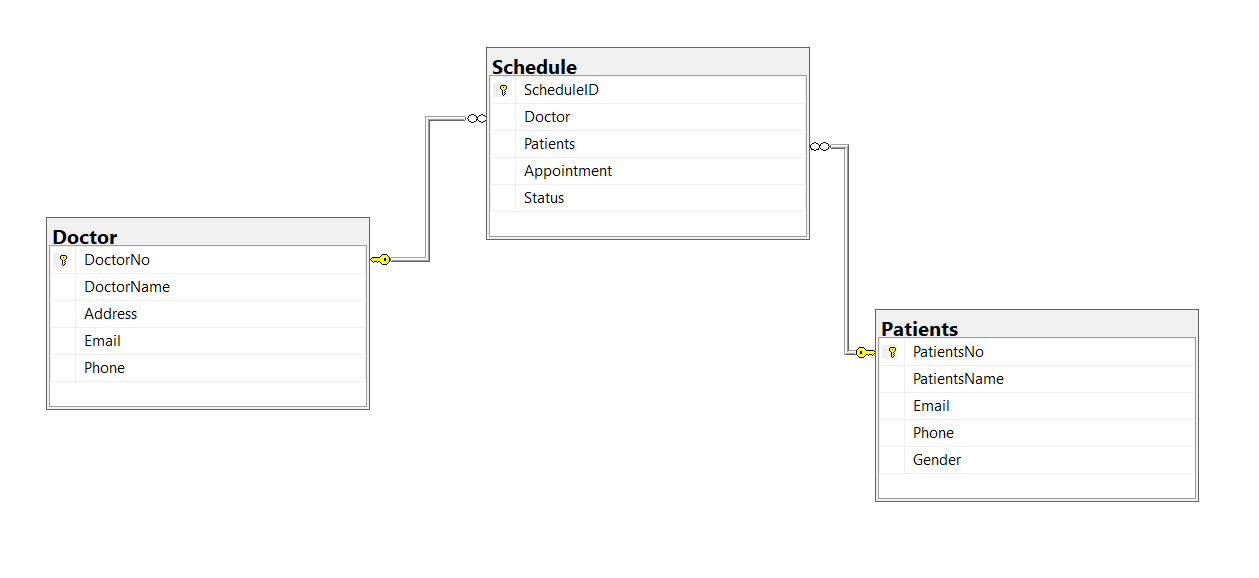 Schedule
ScheduleID
Doctor
Patients
Appointment
Status
Doctor
DoctorNo
DoctorName
Address
Email
Phone
Patients
PatientsNo
PatientsName
Email
Phone
Gender